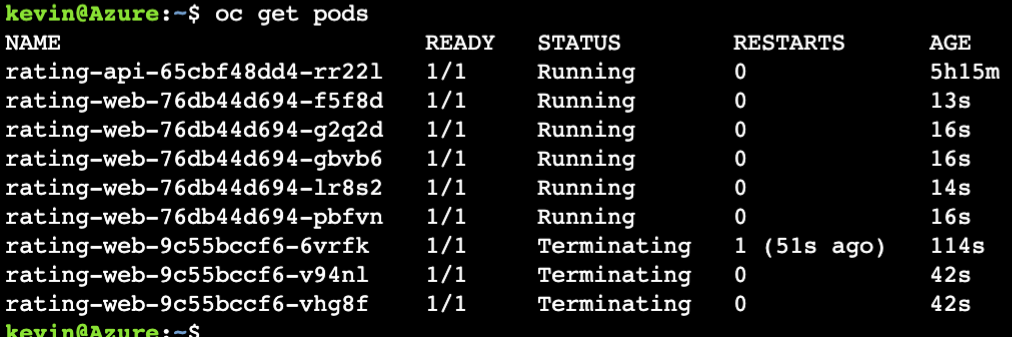 kevin@Azure:~$ oc get pods
NAME READY STATUS RESTARTS AGE
rating-api-65cbf48dd4-rr22l 1/1 Running 0 5h15m
rating-web-76db44d694-f5f8d 1/1 Running 0 13s
rating-web-76db44d694-g2q2d 1/1 Running 0 16s
rating-web-76db44d694-gbvb6 1/1 Running 0 16s
rating-web-76db44d694-lr8s2 1/1 Running 0 14s
rating-web-76db44d694-pbfvn 1/1 Running 0 16s
rating-web-9c55bccf6-6vrfk 1/1 Terminating 1 (51s ago) 114s
rating-web-9c55bccf6-v94nl 1/1 Terminating 0 42s
rating-web-9c55bccf6-vhg8f 1/1 Terminating 0 42s
kevin@Azure:~$